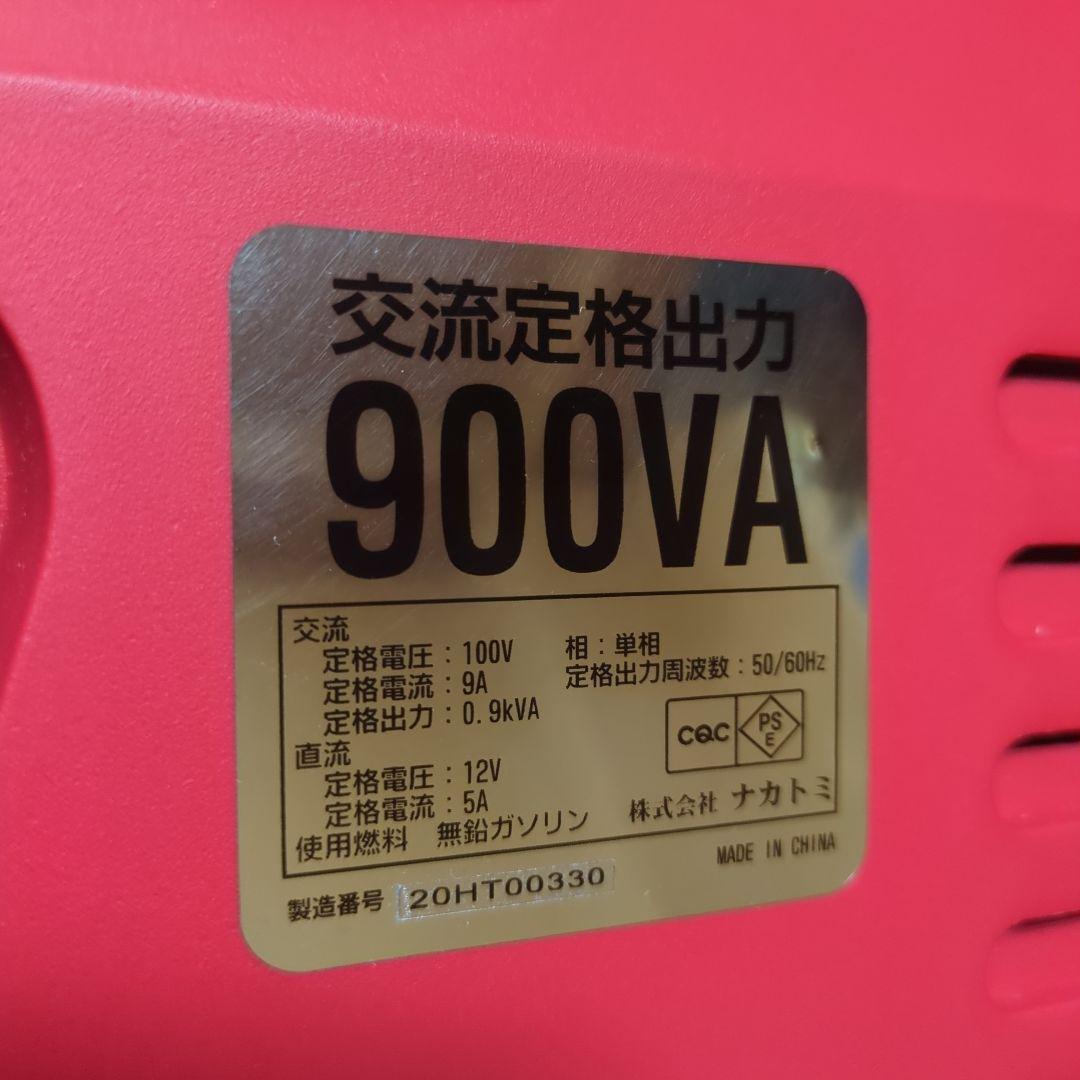 交流定格出力
900VA
交流
定格電圧：100V 相：単相
定格電流：9A 定格出力周波数：50/60Hz
定格出力：0.9kVA
CQC PS E
直流
定格電圧：12V
定格電流：5A
株式会社 ナカトミ
使用燃料 無鉛ガソリン
MADE IN CHINA
製造番号 20HT00330